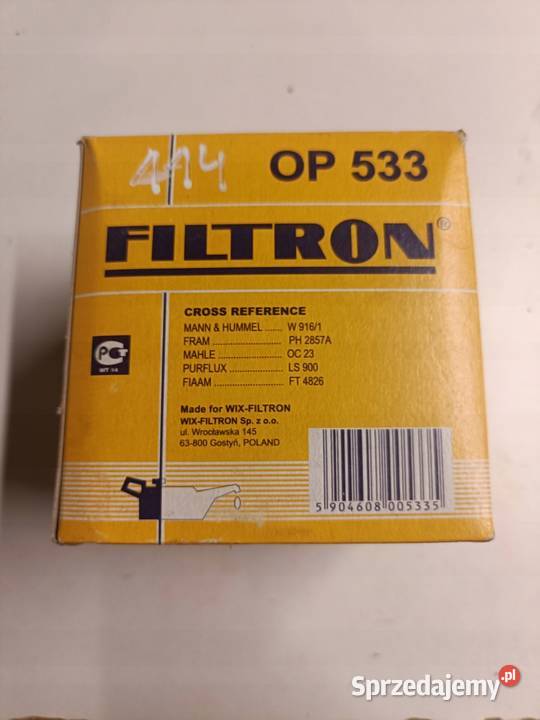 414 OP 533
FILTRON®
CROSS REFERENCE
MANN & HUMMEL ...... W 916/1
FRAM ....................... PH 2857A
MAHLE ..................... OC 23
PURFLUX .................. LS 900
FIAAM ....................... FT 4826
Made for WIX-FILTRON
WIX-FILTRON Sp. z o.o.
ul. Wrocławska 145
63-800 Gostyń, POLAND
5 904608 005335
Sprzedajemy.pl